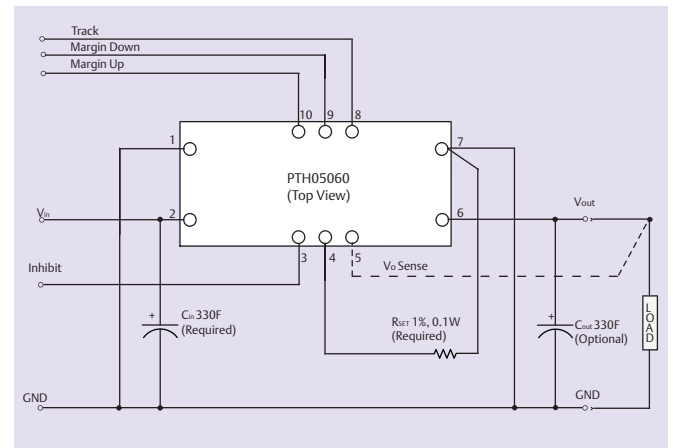 Track
Margin Down
Margin Up
10 9 8
1
7
PTH05060
(Top View)
Vin
2
6
Vout
3 4 5
Inhibit
Vo Sense
+
Cin 330F
(Required)
RSET 1%, 0.1W
(Required)
+
Cout 330F
(Optional)
LOAD
GND
GND